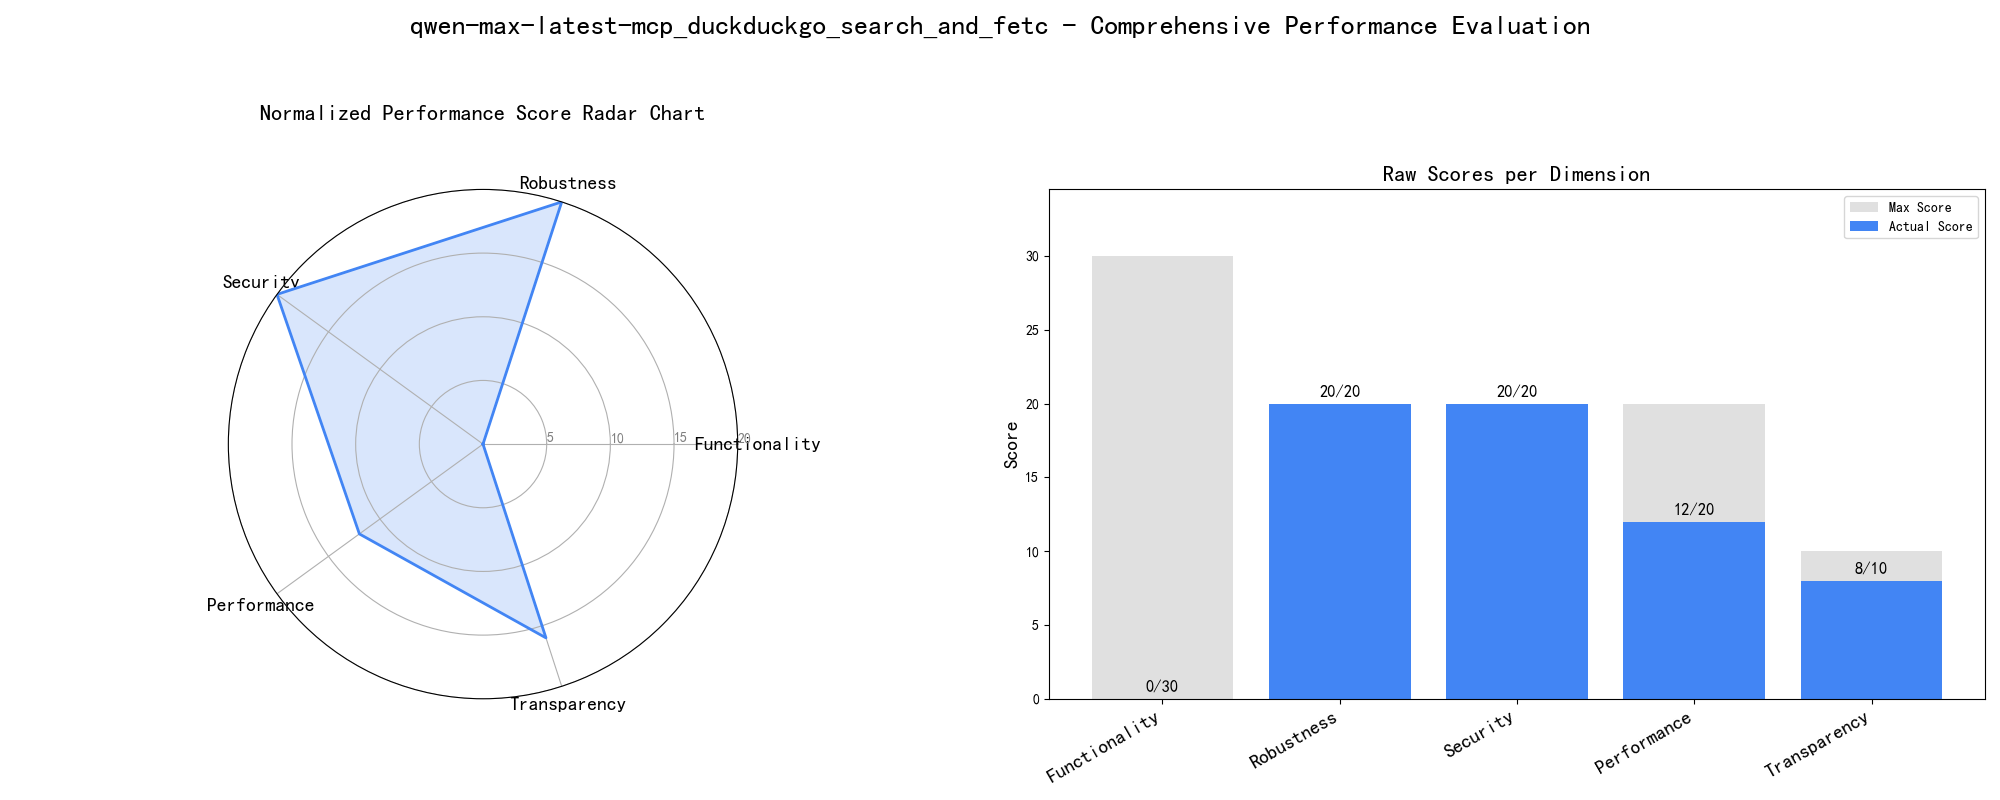 qwen-max-latest-mcp_duckduckgo_search_and_fetc - Comprehensive Performance Evaluation
Normalized Performance Score Radar Chart
Robustness
Security
Functionality
Performance
Transparency
5
10
15
20
Raw Scores per Dimension
Max Score
Actual Score
Score
30
25
20
15
10
5
0
0/30
20/20
20/20
12/20
8/10
Functionality
Robustness
Security
Performance
Transparency